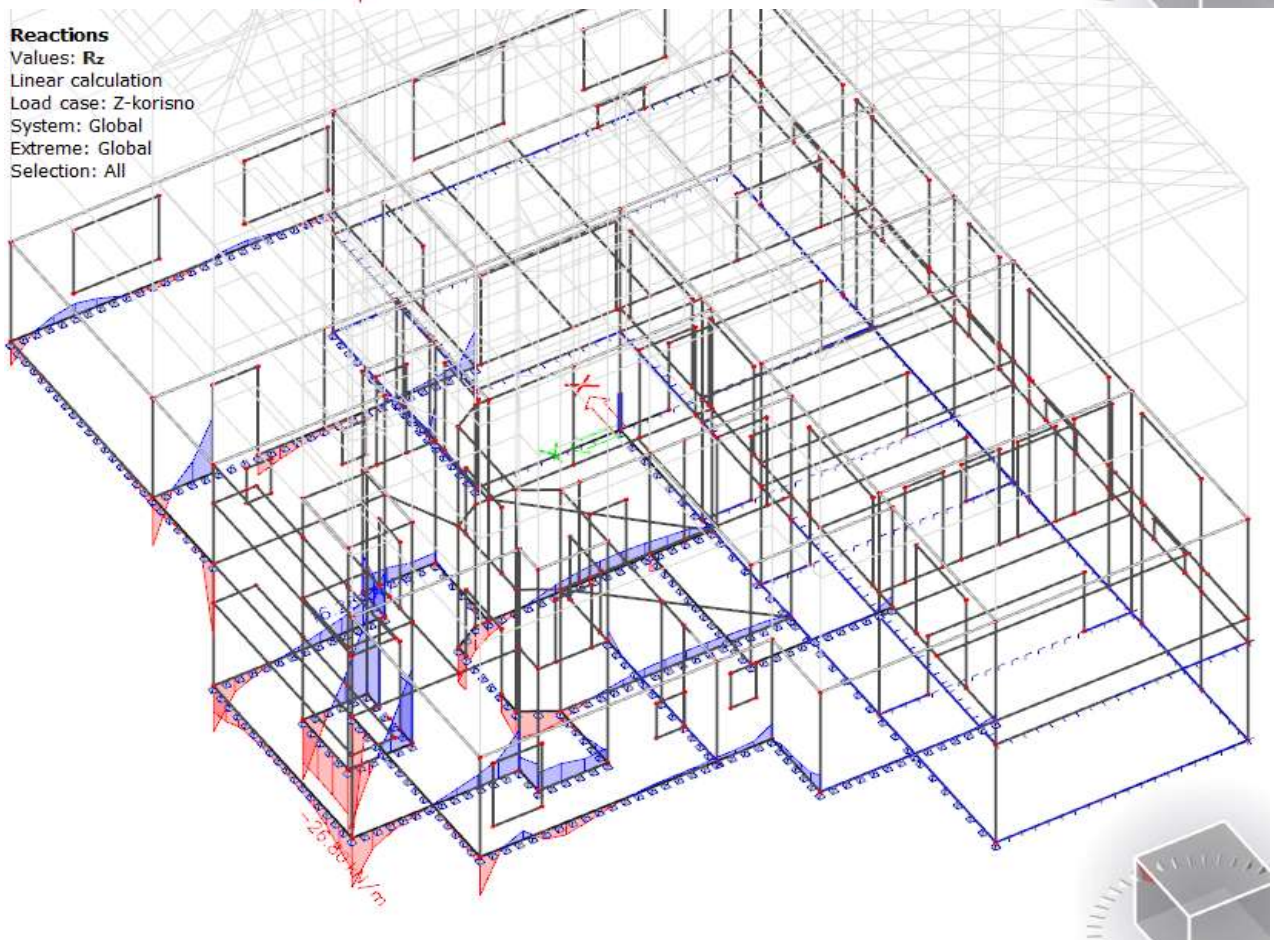 Reactions
Values: Rz
Linear calculation
Load case: Z-korisno
System: Global
Extreme: Global
Selection: All
X